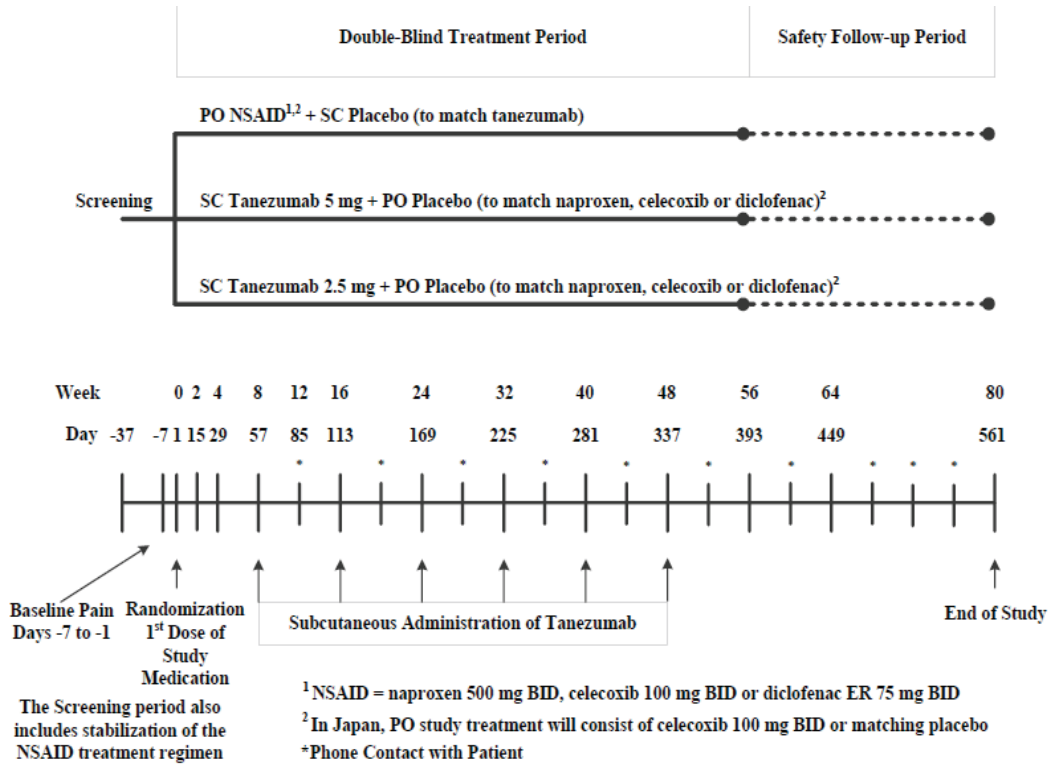 Double-Blind Treatment Period Safety Follow-up Period
PO NSAID1,2 + SC Placebo (to match tanezumab)
Screening
SC Tanezumab 5 mg + PO Placebo (to match naproxen, celecoxib or diclofenac)2
SC Tanezumab 2.5 mg + PO Placebo (to match naproxen, celecoxib or diclofenac)2
Week 0 2 4 8 12 16 24 32 40 48 56 64 80
Day -37 -7 1 15 29 57 85 113 169 225 281 337 393 449 561
* * * * * * * * * *
Baseline Pain
Days -7 to -1
Randomization
1st Dose of
Study
Medication
Subcutaneous Administration of Tanezumab
End of Study
The Screening period also
includes stabilization of the
NSAID treatment regimen
1 NSAID = naproxen 500 mg BID, celecoxib 100 mg BID or diclofenac ER 75 mg BID
2 In Japan, PO study treatment will consist of celecoxib 100 mg BID or matching placebo
*Phone Contact with Patient